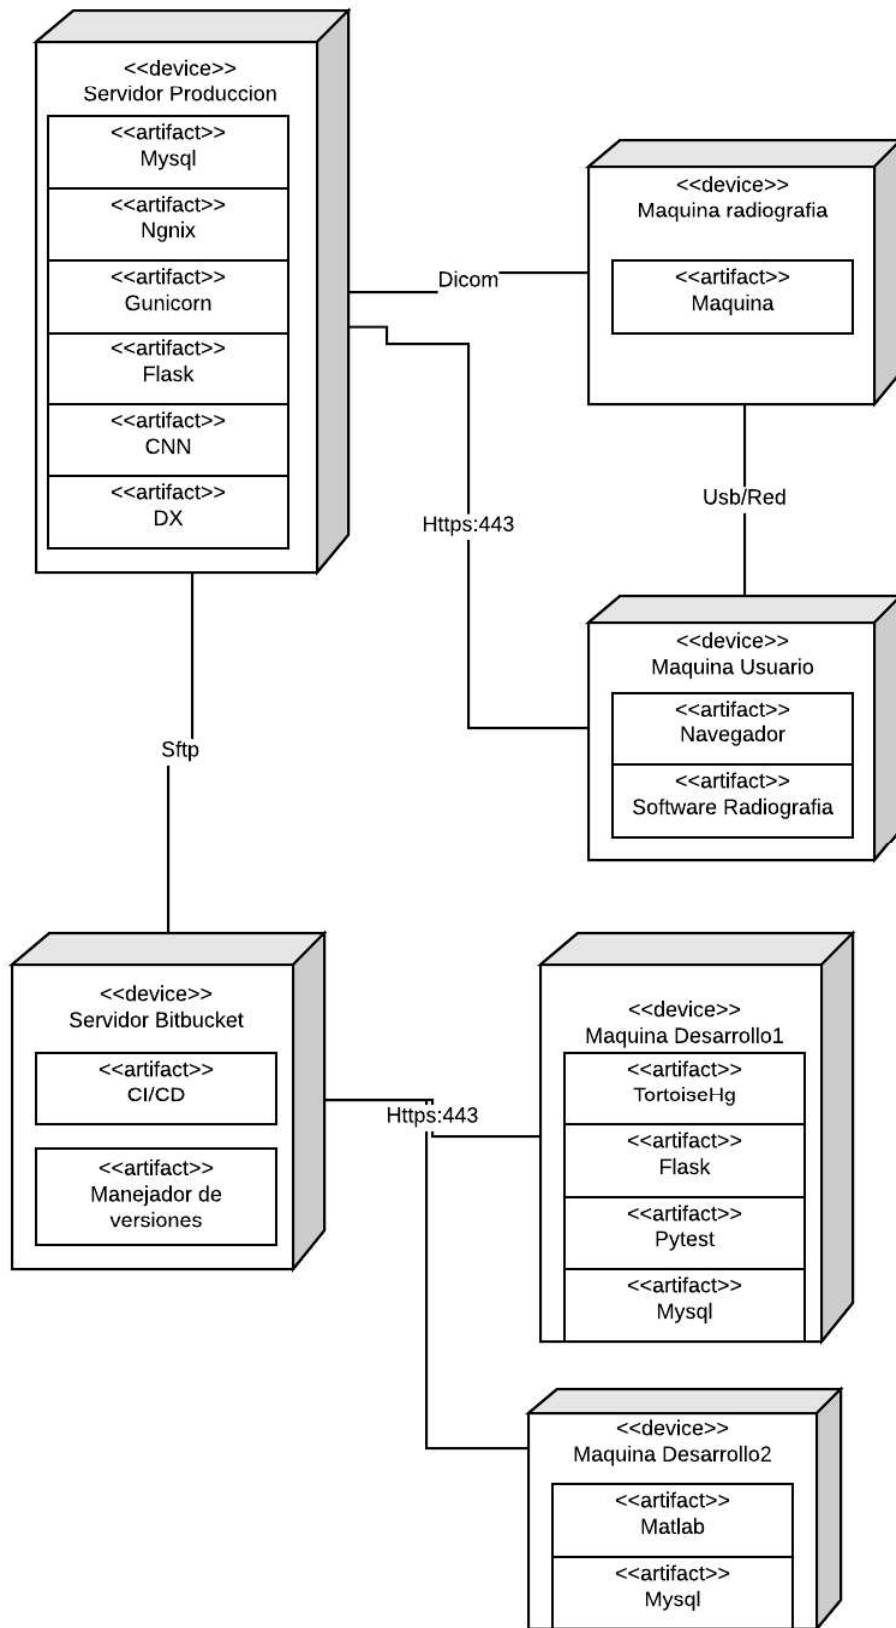 <<device>>
Servidor Produccion
<<artifact>>
Mysql
<<artifact>>
Ngnix
<<artifact>>
Gunicorn
<<artifact>>
Flask
<<artifact>>
CNN
<<artifact>>
DX
<<device>>
Maquina radiografia
<<artifact>>
Maquina
Dicom
Usb/Red
Https:443
<<device>>
Maquina Usuario
<<artifact>>
Navegador
<<artifact>>
Software Radiografia
Sftp
<<device>>
Servidor Bitbucket
<<artifact>>
CI/CD
<<artifact>>
Manejador de
versiones
Https:443
<<device>>
Maquina Desarrollo1
<<artifact>>
TortoiseHg
<<artifact>>
Flask
<<artifact>>
Pytest
<<artifact>>
Mysql
<<device>>
Maquina Desarrollo2
<<artifact>>
Matlab
<<artifact>>
Mysql